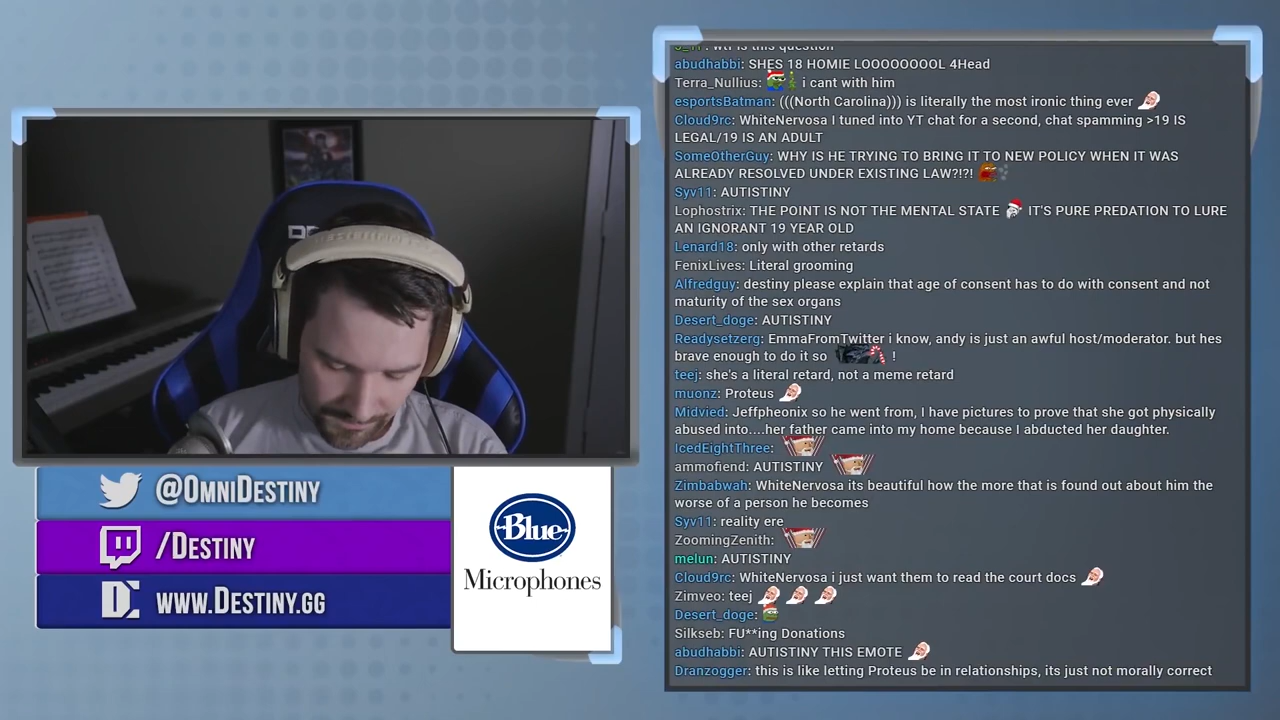 : wtf is this question
abudhabbi: SHES 18 HOMIE LOOOOOOOOL 4Head
Terra_Nullius: i cant with him
esportsBatman: (((North Carolina))) is literally the most ironic thing ever
Cloud9rc: WhiteNervosa I tuned into YT chat for a second, chat spamming >19 IS
LEGAL/19 IS AN ADULT
SomeOtherGuy: WHY IS HE TRYING TO BRING IT TO NEW POLICY WHEN IT WAS
ALREADY RESOLVED UNDER EXISTING LAW?!?!
Syv11: AUTISTINY
Lophostrix: THE POINT IS NOT THE MENTAL STATE IT'S PURE PREDATION TO LURE
AN IGNORANT 19 YEAR OLD
Lenard18: only with other retards
FenixLives: Literal grooming
Alfredguy: destiny please explain that age of consent has to do with consent and not
maturity of the sex organs
Desert_doge: AUTISTINY
Readysetzerg: EmmaFromTwitter i know, andy is just an awful host/moderator. but hes
brave enough to do it so !
teej: she's a literal retard, not a meme retard
muonz: Proteus
Midvied: Jeffpheonix so he went from, I have pictures to prove that she got physically
abused into....her father came into my home because I abducted her daughter.
IcedEightThree:
ammofiend: AUTISTINY
Zimbabwah: WhiteNervosa its beautiful how the more that is found out about him the
worse of a person he becomes
Syv11: reality ere
ZoomingZenith:
melun: AUTISTINY
Cloud9rc: WhiteNervosa i just want them to read the court docs
Zimveo: teej
Desert_doge:
Silkseb: FU**ing Donations
abudhabbi: AUTISTINY THIS EMOTE
Dranzogger: this is like letting Proteus be in relationships, its just not morally correct
@OmniDestiny
/Destiny
www.Destiny.gg
Blue
Microphones